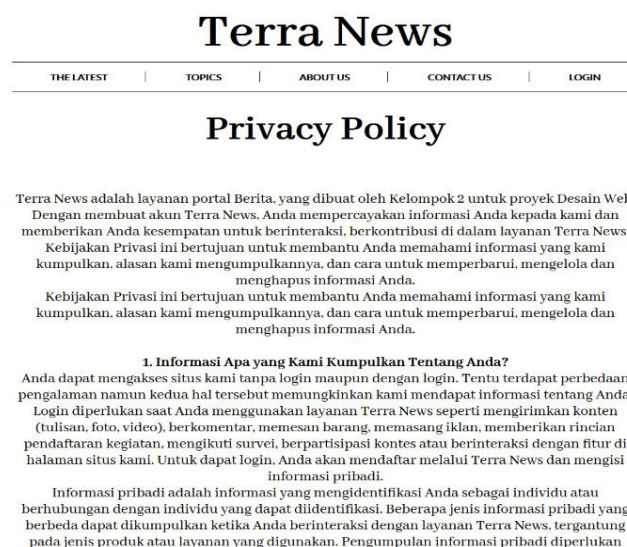 Terra News
THE LATEST | TOPICS | ABOUT US | CONTACT US | LOGIN
Privacy Policy
Terra News adalah layanan portal Berita, yang dibuat oleh Kelompok 2 untuk proyek Desain Web
Dengan membuat akun Terra News, Anda mempercayakan informasi Anda kepada kami dan
memberikan Anda kesempatan untuk berinteraksi, berkontribusi di dalam layanan Terra News
Kebijakan Privasi ini bertujuan untuk membantu Anda memahami informasi yang kami
kumpulkan, alasan kami mengumpulkannya, dan cara untuk memperbarui, mengelola dan
menghapus informasi Anda.
Kebijakan Privasi ini bertujuan untuk membantu Anda memahami informasi yang kami
kumpulkan, alasan kami mengumpulkannya, dan cara untuk memperbarui, mengelola dan
menghapus informasi Anda.
1. Informasi Apa yang Kami Kumpulkan Tentang Anda?
Anda dapat mengakses situs kami tanpa login maupun dengan login. Tentu terdapat perbedaan
pengalaman namun kedua hal tersebut memungkinkan kami mendapat informasi tentang Anda
Login diperlukan saat Anda menggunakan layanan Terra News seperti mengirimkan konten
(tulisan, foto, video), berkomentar, memesan barang, memasang iklan, memberikan rincian
pendaftaran kegiatan, mengikuti survei, berpartisipasi kontes atau berinteraksi dengan fitur di
halaman situs kami. Untuk dapat login, Anda akan mendaftar melalui Terra News dan mengisi
informasi pribadi.
Informasi pribadi adalah informasi yang mengidentifikasi Anda sebagai individu atau
berhubungan dengan individu yang dapat diidentifikasi. Beberapa jenis informasi pribadi yang
berbeda dapat dikumpulkan ketika Anda berinteraksi dengan layanan Terra News, tergantung
pada jenis produk atau layanan yang digunakan. Pengumpulan informasi pribadi diperlukan